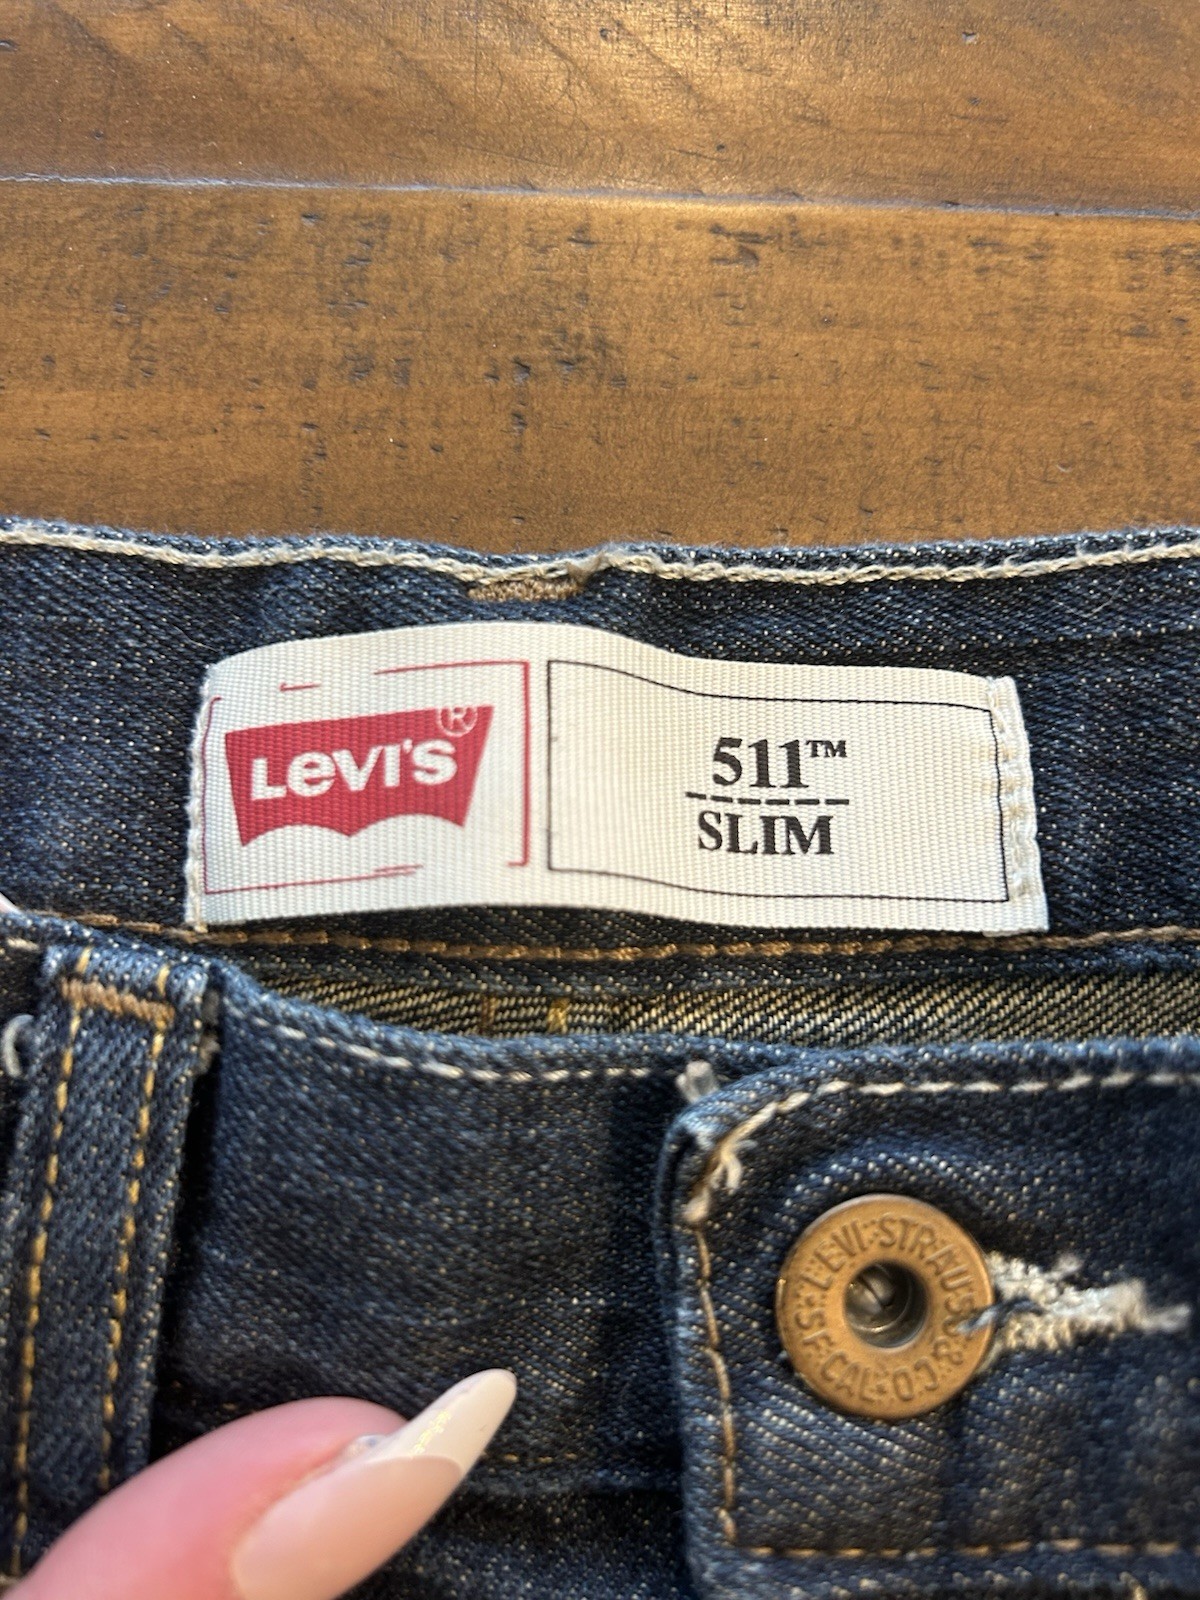 LEVI'S®
511™
SLIM
LEVI STRAUSS & CO. S.F. CAL.